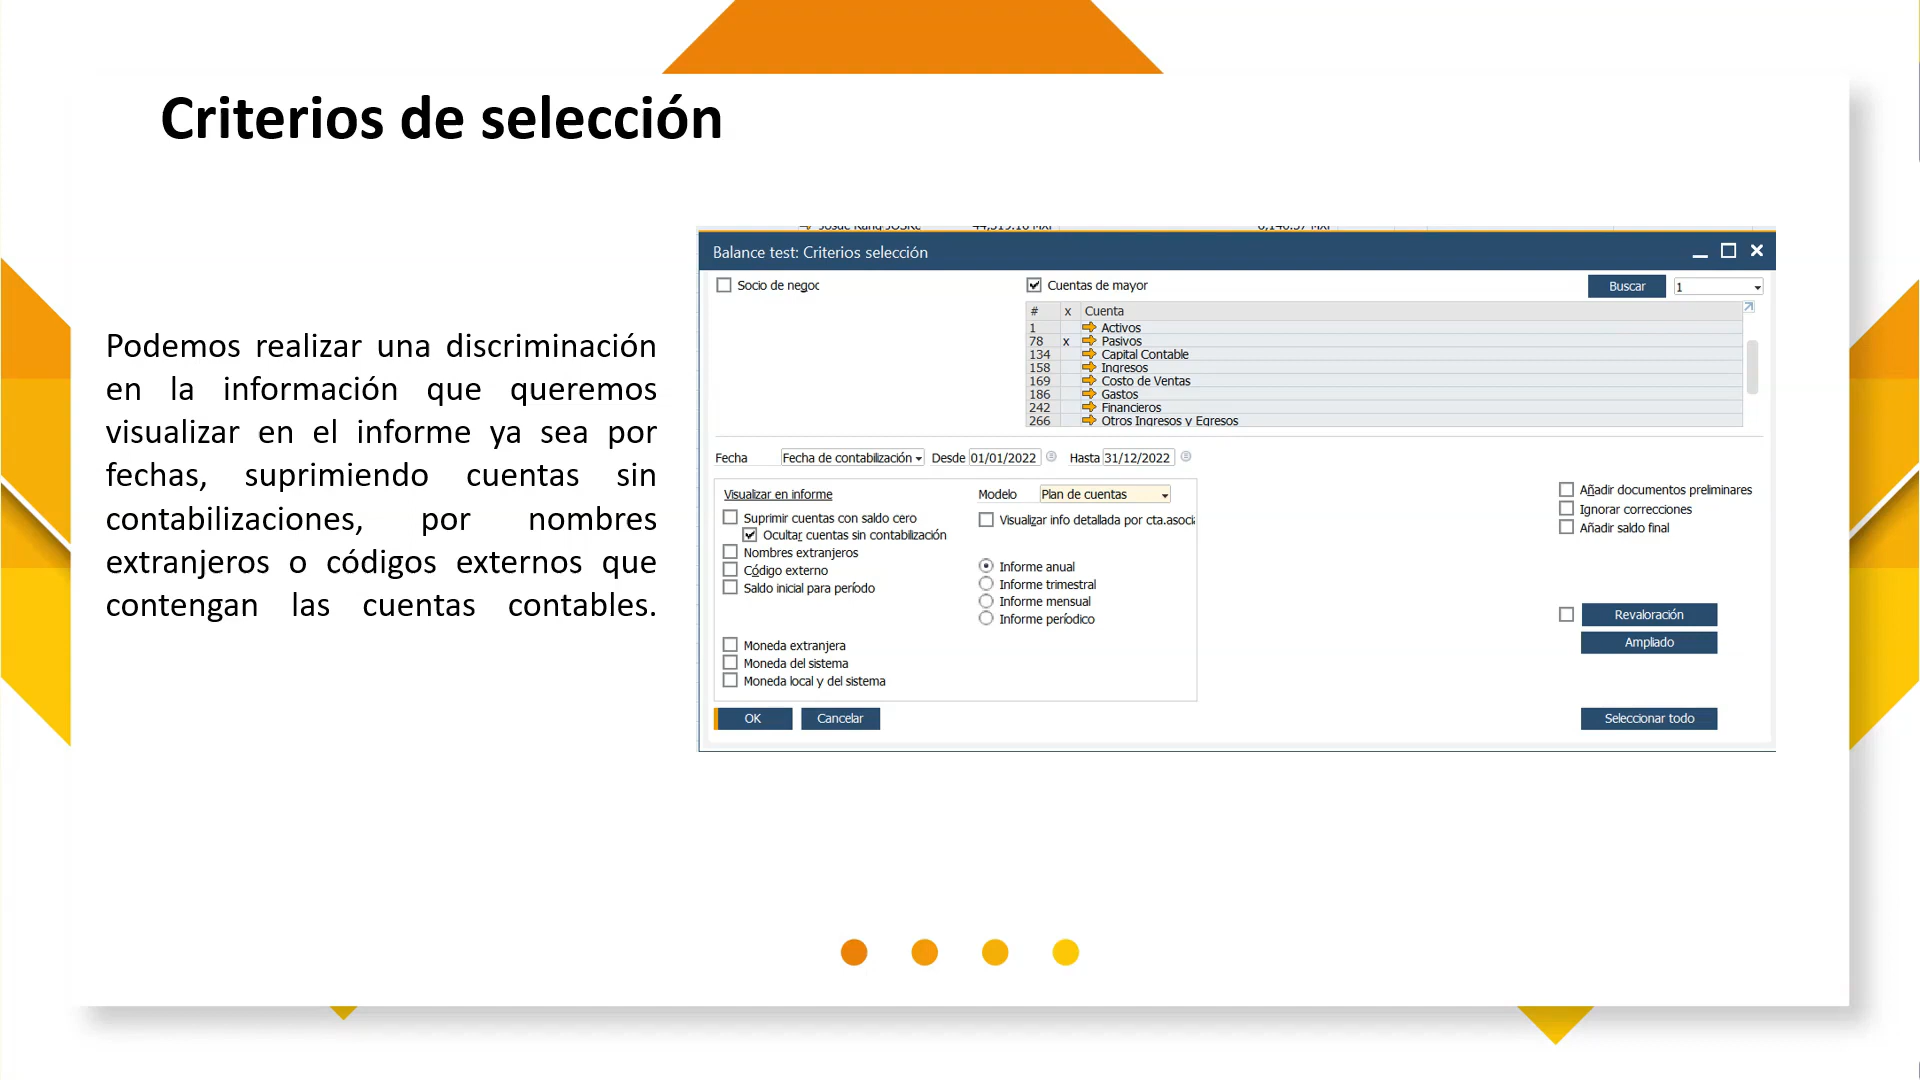 Criterios de selección
Podemos realizar una discriminación
en la información que queremos
visualizar en el informe ya sea por
fechas, suprimiendo cuentas sin
contabilizaciones, por nombres
extranjeros o códigos externos que
contengan las cuentas contables.
Balance test: Criterios selección
Socio de negoc
Cuentas de mayor
Buscar 1
# x Cuenta
1 Activos
78 x Pasivos
134 Capital Contable
158 Ingresos
169 Costo de Ventas
186 Gastos
242 Financieros
266 Otros Ingresos y Egresos
Fecha Fecha de contabilización Desde 01/01/2022 Hasta 31/12/2022
Visualizar en informe
Suprimir cuentas con saldo cero
Ocultar cuentas sin contabilización
Nombres extranjeros
Código externo
Saldo inicial para período
Moneda extranjera
Moneda del sistema
Moneda local y del sistema
Modelo Plan de cuentas
Visualizar info detallada por cta.asoci
Informe anual
Informe trimestral
Informe mensual
Informe periódico
Añadir documentos preliminares
Ignorar correcciones
Añadir saldo final
Revaloración
Ampliado
OK Cancelar
Seleccionar todo